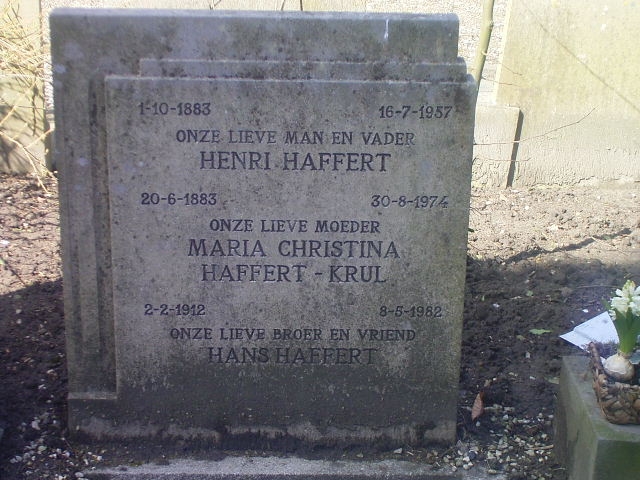 1-10-1883 16-7-1957
ONZE LIEVE MAN EN VADER
HENRI HAFFERT
20-6-1883 30-8-1974
ONZE LIEVE MOEDER
MARIA CHRISTINA
HAFFERT - KRUL
2-2-1912 8-5-1982
ONZE LIEVE BROER EN VRIEND
HANS HAFFERT